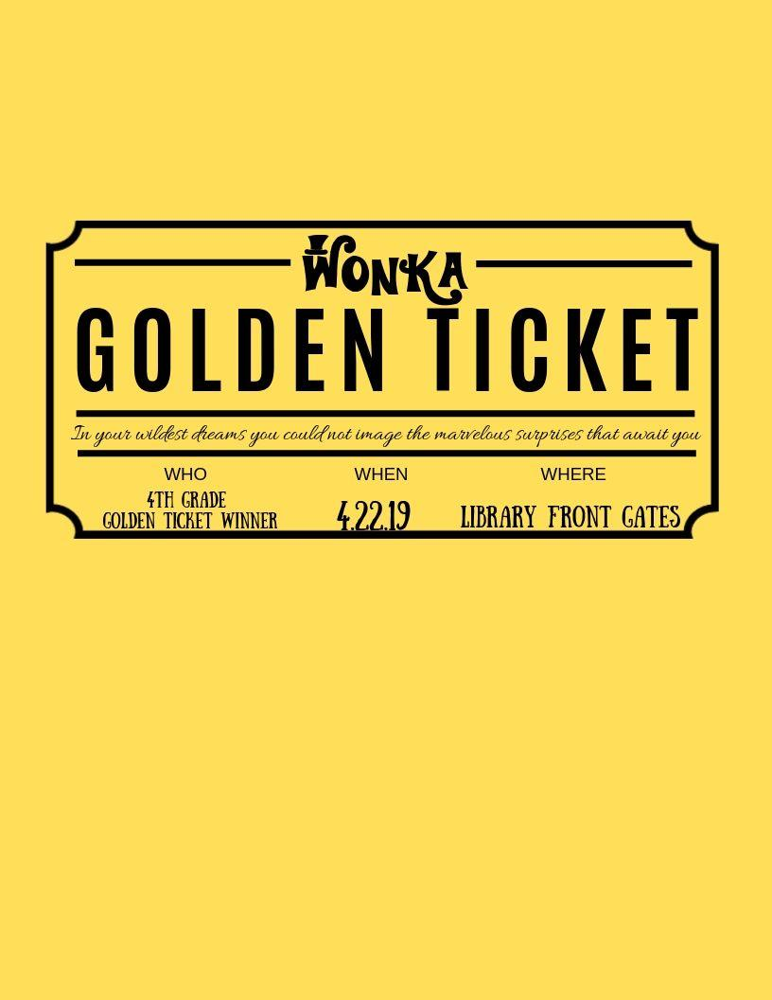 WONKA
GOLDEN TICKET
In your wildest dreams you could not image the marvelous surprises that await you
WHO WHEN WHERE
4TH GRADE
GOLDEN TICKET WINNER 4.22.19 LIBRARY FRONT GATES